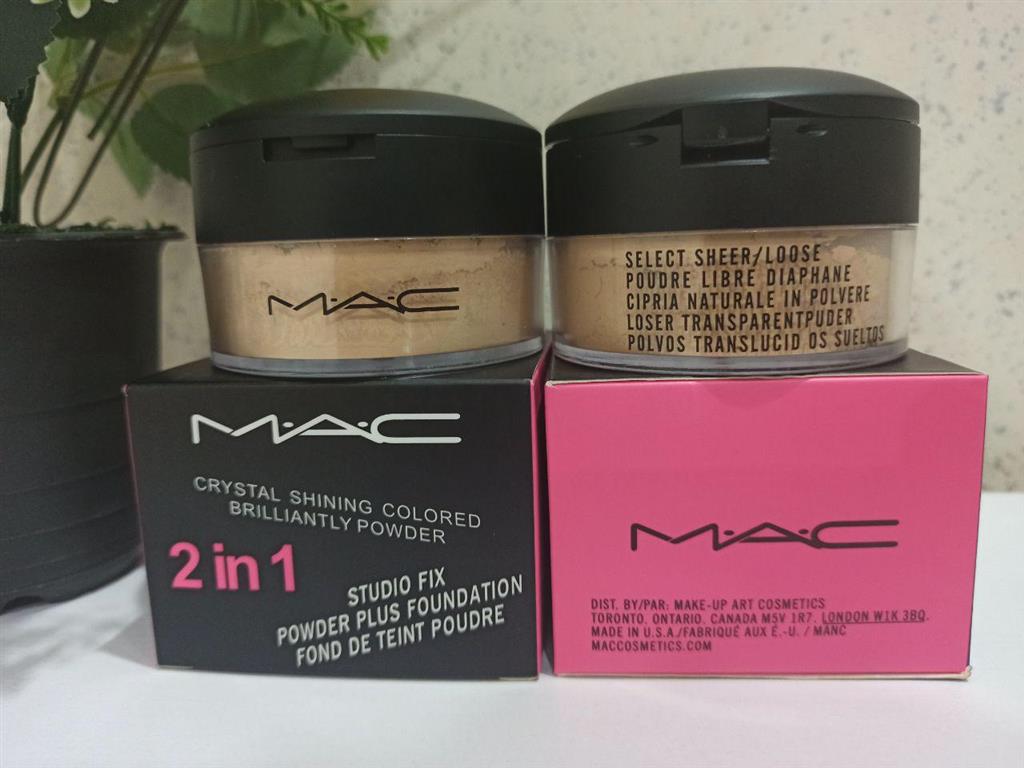 M·A·C
SELECT SHEER/LOOSE
POUDRE LIBRE DIAPHANE
CIPRIA NATURALE IN POLVERE
LOSER TRANSPARENTPUDER
POLVOS TRANSLUCID OS SUELTOS
M·A·C
CRYSTAL SHINING COLORED
BRILLIANTLY POWDER
2 in 1
STUDIO FIX
POWDER PLUS FOUNDATION
FOND DE TEINT POUDRE
M·A·C
DIST. BY/PAR: MAKE-UP ART COSMETICS
TORONTO, ONTARIO, CANADA M5V 1R7. LONDON W1K 3BQ.
MADE IN U.S.A./FABRIQUÉ AUX É.-U. / MANC
MACCOSMETICS.COM